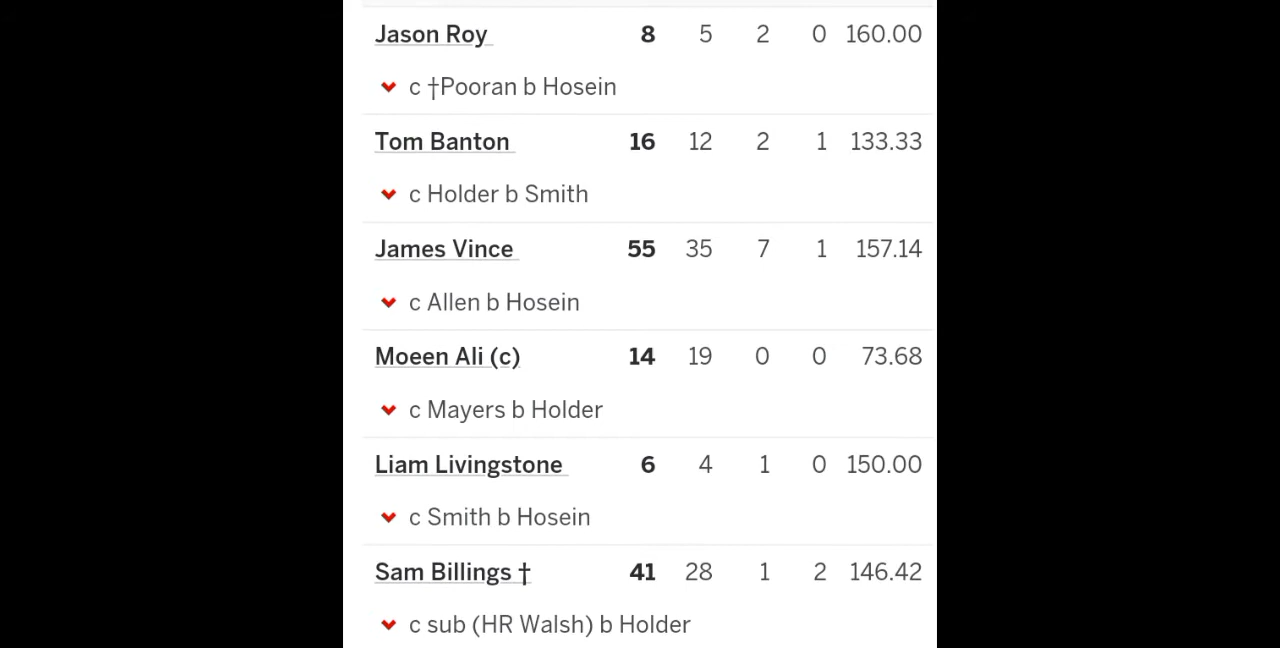 Jason Roy 8 5 2 0 160.00
c †Pooran b Hosein
Tom Banton 16 12 2 1 133.33
c Holder b Smith
James Vince 55 35 7 1 157.14
c Allen b Hosein
Moeen Ali (c) 14 19 0 0 73.68
c Mayers b Holder
Liam Livingstone 6 4 1 0 150.00
c Smith b Hosein
Sam Billings † 41 28 1 2 146.42
c sub (HR Walsh) b Holder